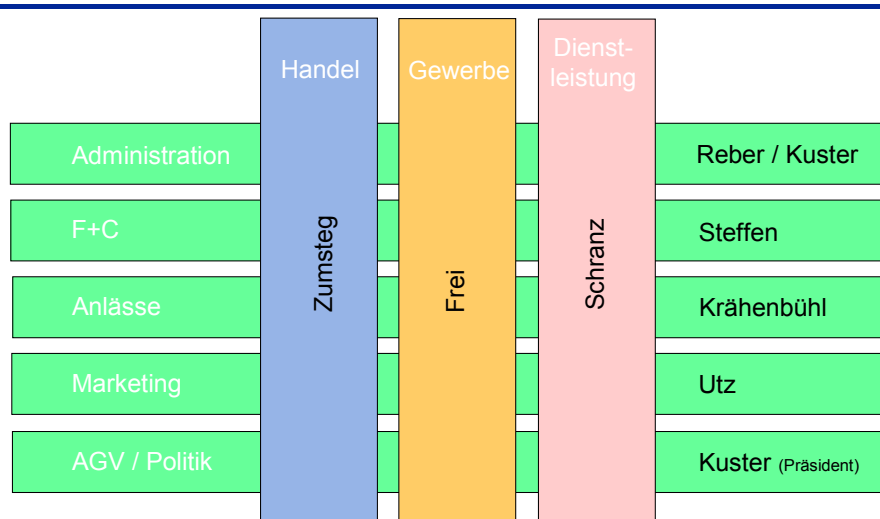 Handel
Gewerbe
Dienst-
leistung
Administration
Reber / Kuster
F+C
Steffen
Anlässe
Krähenbühl
Marketing
Utz
AGV / Politik
Kuster (Präsident)
Zumsteg
Frei
Schranz